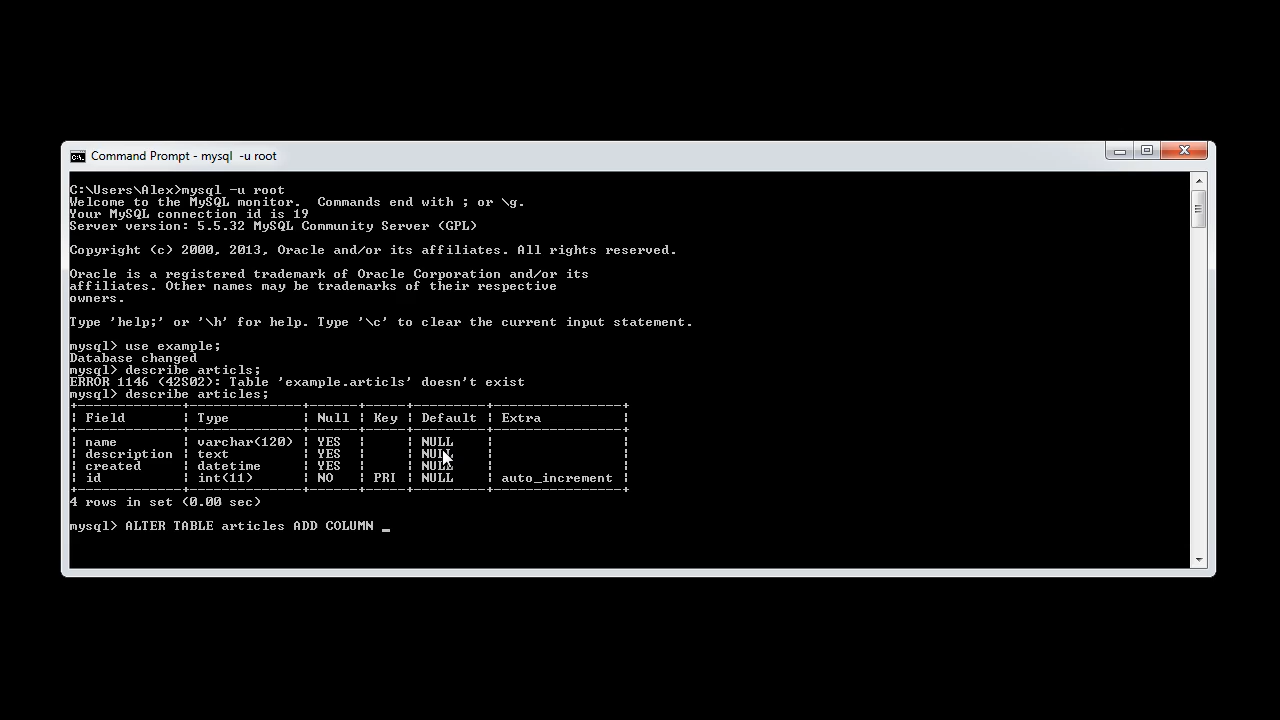 Command Prompt - mysql  -u root
C:\Users\Alex>mysql -u root
Welcome to the MySQL monitor.  Commands end with ; or \g.
Your MySQL connection id is 19
Server version: 5.5.32 MySQL Community Server (GPL)
Copyright (c) 2000, 2013, Oracle and/or its affiliates. All rights reserved.
Oracle is a registered trademark of Oracle Corporation and/or its
affiliates. Other names may be trademarks of their respective
owners.
Type 'help;' or '\h' for help. Type '\c' to clear the current input statement.
mysql> use example;
Database changed
mysql> describe articls;
ERROR 1146 (42S02): Table 'example.articls' doesn't exist
mysql> describe articles;
+-------------+--------------+------+-----+---------+----------------+
| Field       | Type         | Null | Key | Default | Extra          |
+-------------+--------------+------+-----+---------+----------------+
| name        | varchar(120) | YES  |     | NULL    |                |
| description | text         | YES  |     | NULL    |                |
| created     | datetime     | YES  |     | NULL    |                |
| id          | int(11)      | NO   | PRI | NULL    | auto_increment |
+-------------+--------------+------+-----+---------+----------------+
4 rows in set (0.00 sec)
mysql> ALTER TABLE articles ADD COLUMN _